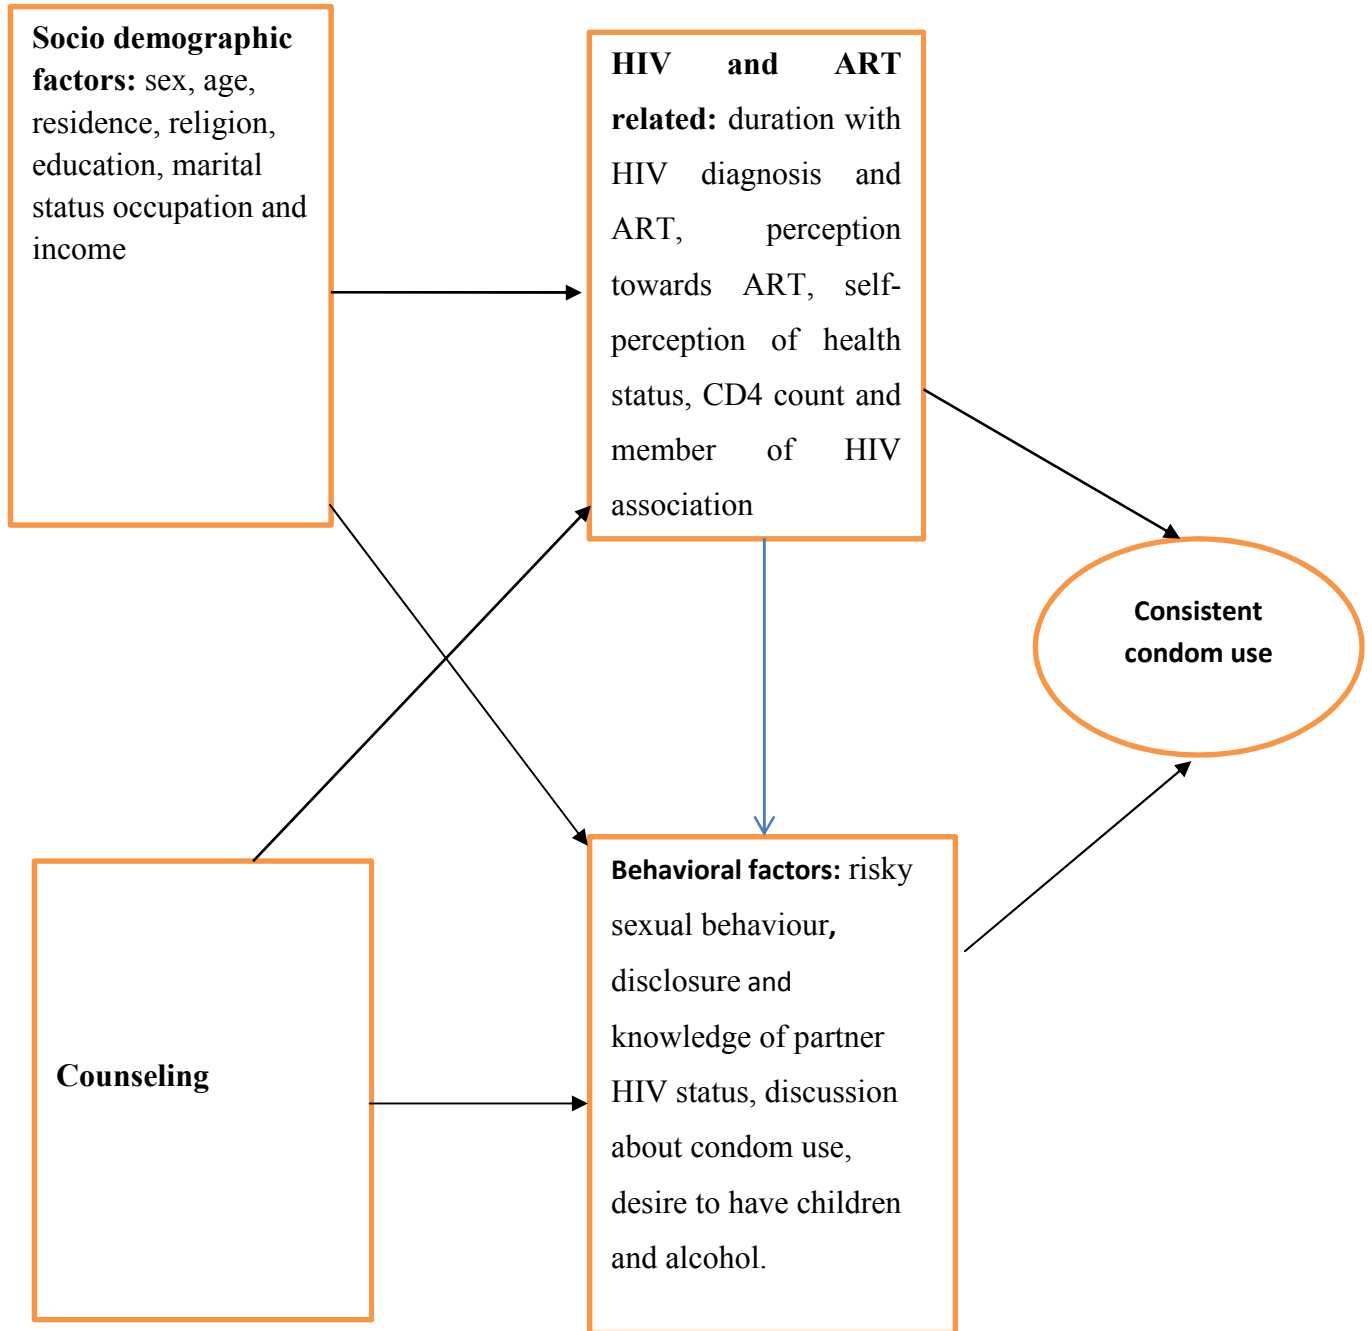 Socio demographic
factors: sex, age,
residence, religion,
education, marital
status occupation and
income
HIV and ART
related: duration with
HIV diagnosis and
ART, perception
towards ART, self-
perception of health
status, CD4 count and
member of HIV
association
Consistent
condom use
Counseling
Behavioral factors: risky
sexual behaviour,
disclosure and
knowledge of partner
HIV status, discussion
about condom use,
desire to have children
and alcohol.